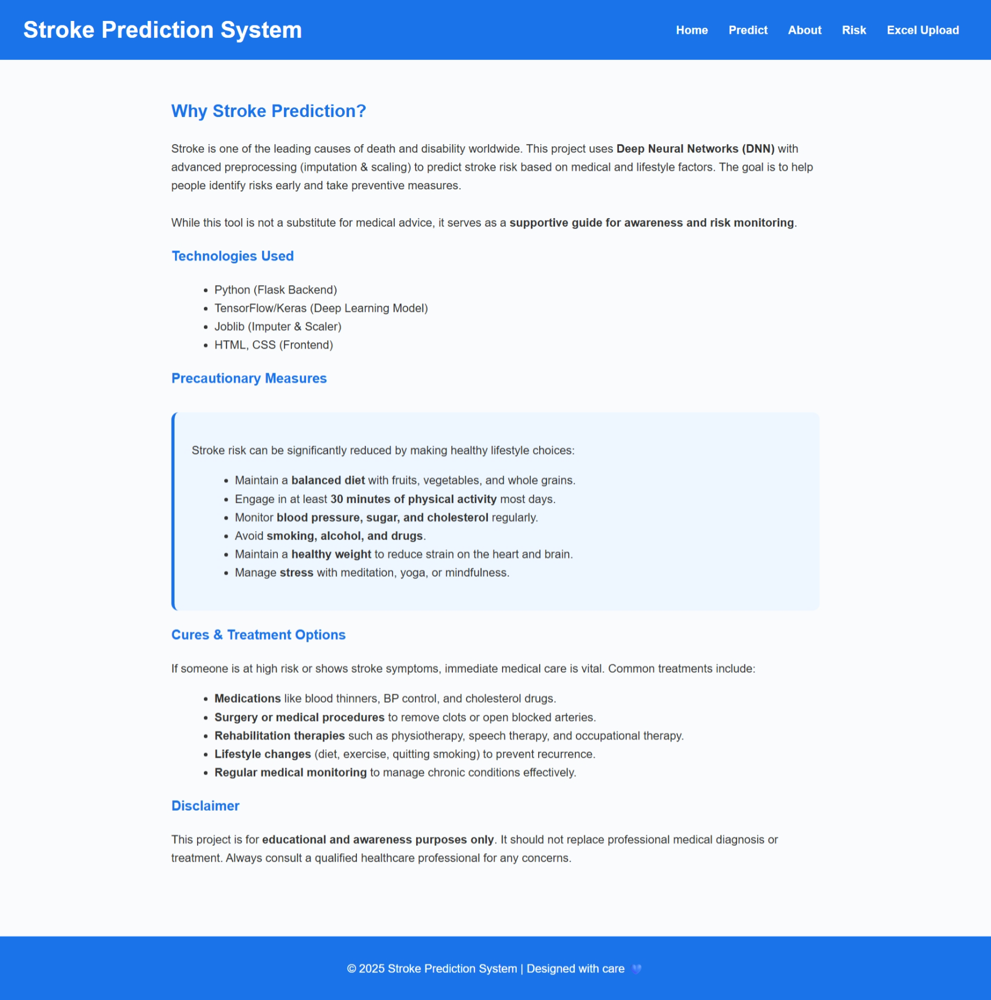 Stroke Prediction System
Home Predict About Risk Excel Upload
Why Stroke Prediction?
Stroke is one of the leading causes of death and disability worldwide. This project uses Deep Neural Networks (DNN) with
advanced preprocessing (imputation & scaling) to predict stroke risk based on medical and lifestyle factors. The goal is to help
people identify risks early and take preventive measures.
While this tool is not a substitute for medical advice, it serves as a supportive guide for awareness and risk monitoring.
Technologies Used
• Python (Flask Backend)
• TensorFlow/Keras (Deep Learning Model)
• Joblib (Imputer & Scaler)
• HTML, CSS (Frontend)
Precautionary Measures
Stroke risk can be significantly reduced by making healthy lifestyle choices:
• Maintain a balanced diet with fruits, vegetables, and whole grains.
• Engage in at least 30 minutes of physical activity most days.
• Monitor blood pressure, sugar, and cholesterol regularly.
• Avoid smoking, alcohol, and drugs.
• Maintain a healthy weight to reduce strain on the heart and brain.
• Manage stress with meditation, yoga, or mindfulness.
Cures & Treatment Options
If someone is at high risk or shows stroke symptoms, immediate medical care is vital. Common treatments include:
• Medications like blood thinners, BP control, and cholesterol drugs.
• Surgery or medical procedures to remove clots or open blocked arteries.
• Rehabilitation therapies such as physiotherapy, speech therapy, and occupational therapy.
• Lifestyle changes (diet, exercise, quitting smoking) to prevent recurrence.
• Regular medical monitoring to manage chronic conditions effectively.
Disclaimer
This project is for educational and awareness purposes only. It should not replace professional medical diagnosis or
treatment. Always consult a qualified healthcare professional for any concerns.
© 2025 Stroke Prediction System | Designed with care 💙